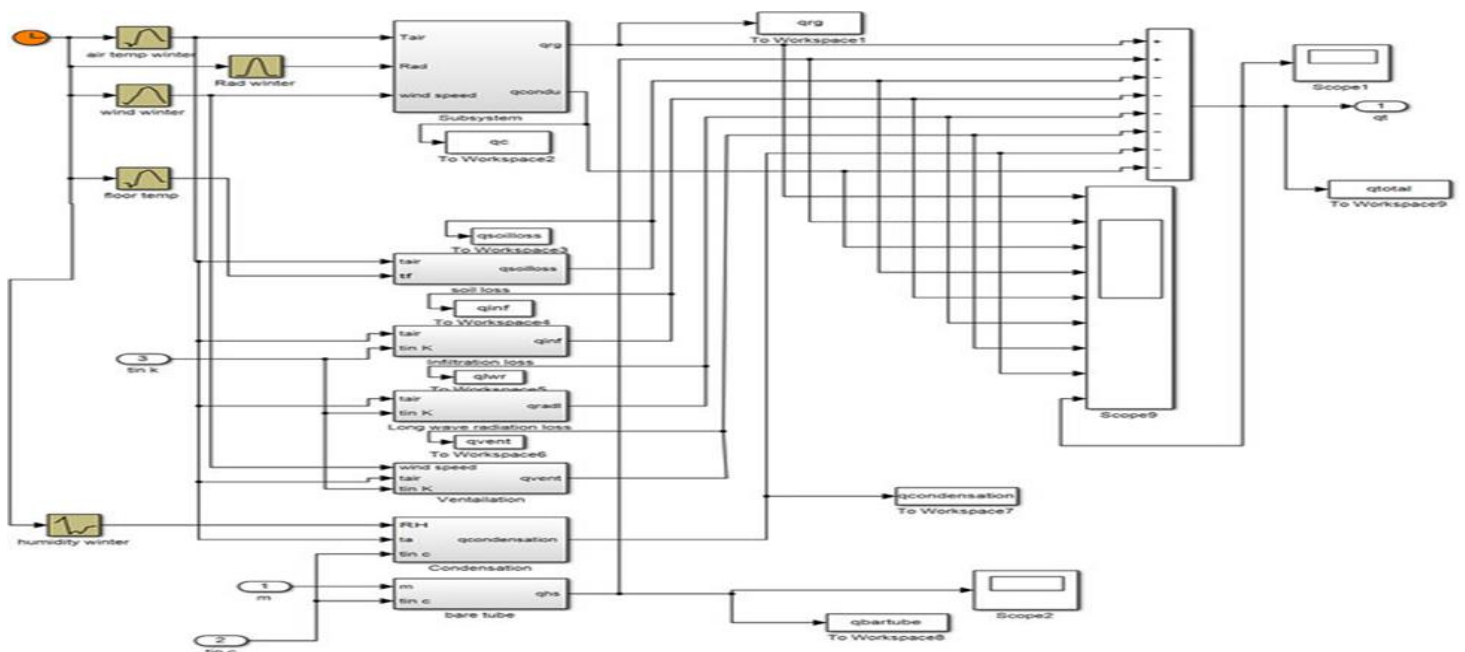 air temp winter
Rad winter
wind winter
floor temp
Tair
Rad
wind speed
qrg
qcondu
Subsystem
qrg
To Workspace1
qc
To Workspace2
Scope1
1
qt
qtotal
To Workspace9
qsoilloss
To Workspace3
tair
tf
qsoilloss
soil loss
qinf
To Workspace4
tair
tin K
qinf
Infiltration loss
3
tin k
qlwr
To Workspace5
tair
tin K
qradl
Long wave radiation loss
qvent
To Workspace6
wind speed
tair
tin K
qvent
Ventailation
Scope9
qcondensation
To Workspace7
humidity winter
RH
ta
tin c
qcondensation
Condensation
1
m
m
tin c
qhs
bare tube
Scope2
qbartube
To Workspace8
2